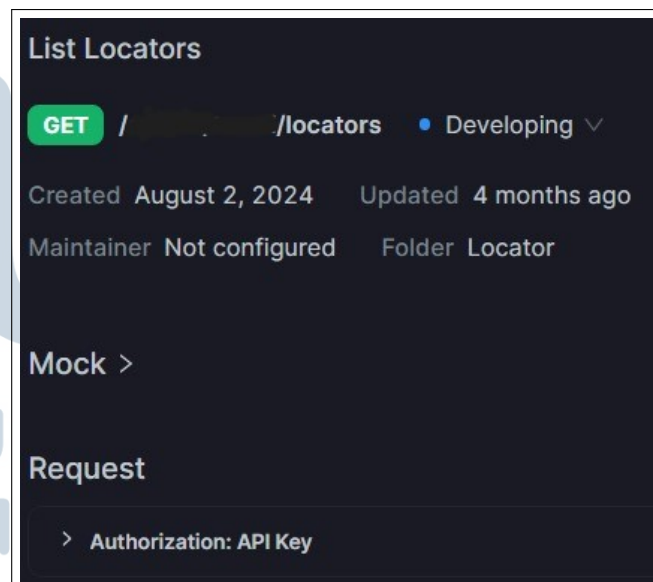 List Locators
GET / /locators • Developing
Created August 2, 2024 Updated 4 months ago
Maintainer Not configured Folder Locator
Mock >
Request
> Authorization: API Key